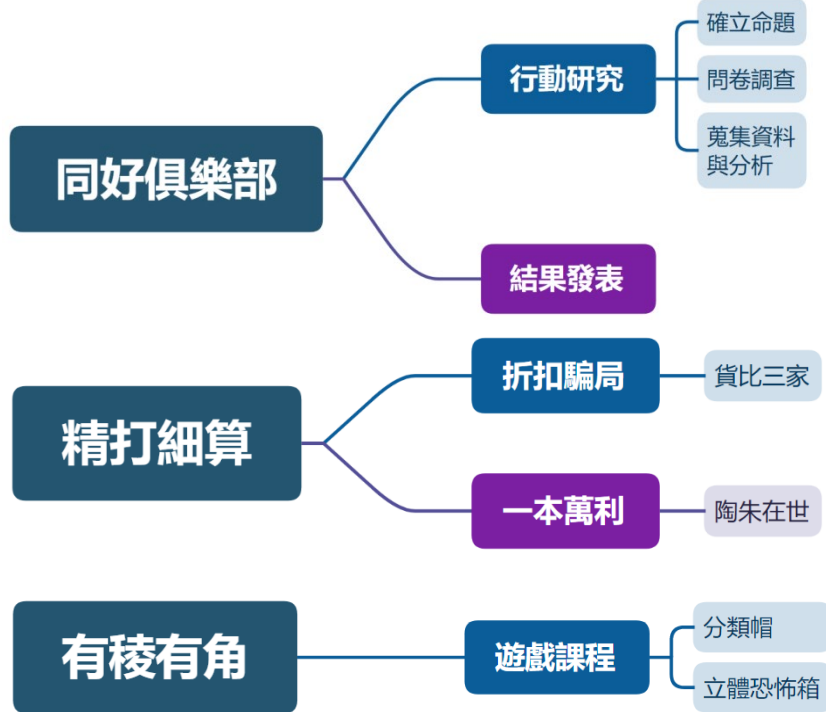 同好俱樂部
行動研究
確立命題
問卷調查
蒐集資料
與分析
結果發表
精打細算
折扣騙局
貨比三家
一本萬利
陶朱在世
有稜有角
遊戲課程
分類帽
立體恐怖箱